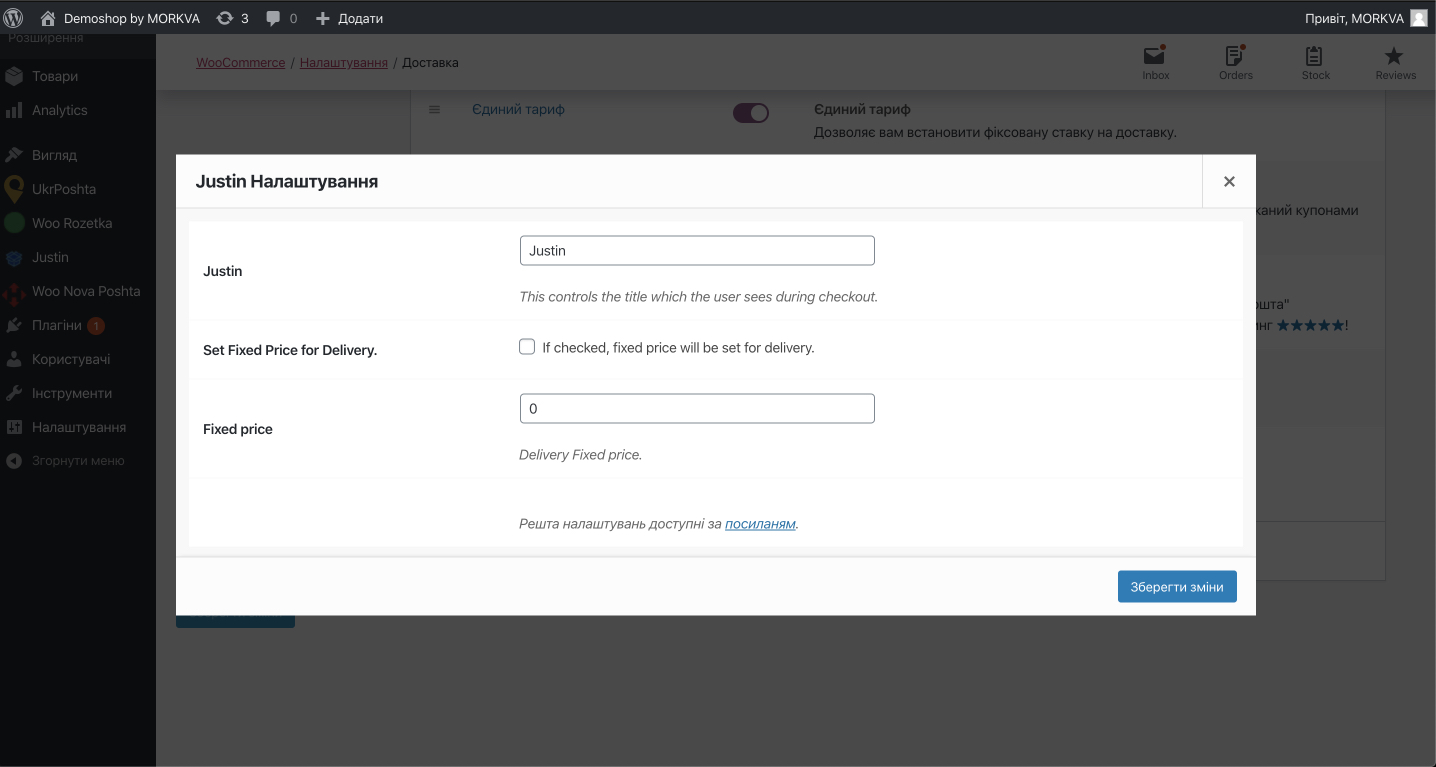 Demoshop by MORKVA 3 0 Додати Привіт, MORKVA
Розширення
Товари
Analytics
Вигляд
UkrPoshta
Woo Rozetka
Justin
Woo Nova Poshta
Плагіни 1
Користувачі
Інструменти
Налаштування
Згорнути меню
WooCommerce / Налаштування / Доставка
Inbox Orders Stock Reviews
Єдиний тариф Єдиний тариф
Дозволяє вам встановити фіксовану ставку на доставку.
купонами
★★★★★!
Justin Налаштування ×
Justin Justin
This controls the title which the user sees during checkout.
Set Fixed Price for Delivery. If checked, fixed price will be set for delivery.
Fixed price 0
Delivery Fixed price.
Решта налаштувань доступні за посиланям.
Зберегти зміни